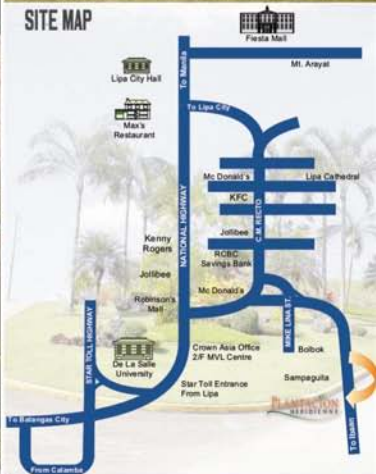 SITE MAP
Fiesta Mall
Mt. Arayat
To Manila
Lipa City Hall
To Lipa City
Max's
Restaurant
Mc Donald's
Lipa Cathedral
KFC
C.M. RECTO
NATIONAL HIGHWAY
Jollibee
Kenny
Rogers
RCBC
Savings Bank
Jollibee
Mc Donald's
Robinson's
Mall
STAR TOLL HIGHWAY
MIKE LINA ST.
Crown Asia Office
2/F MVL Centre
Bolbok
De La Salle
University
Star Toll Entrance
From Lipa
Sampaguita
PLANTACION
MERIDIENNE
To Batangas City
To Ibaan
From Calamba